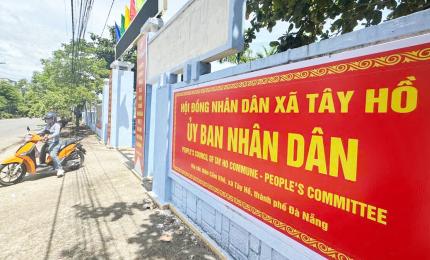 HỘI ĐỒNG NHÂN DÂN XÃ TÂY HỒ
ỦY BAN NHÂN DÂN
PEOPLE'S COUNCIL OF TAY HO COMMUNE - PEOPLE'S COMMITTEE
xã Tây Hồ, thành phố Đà Nẵng